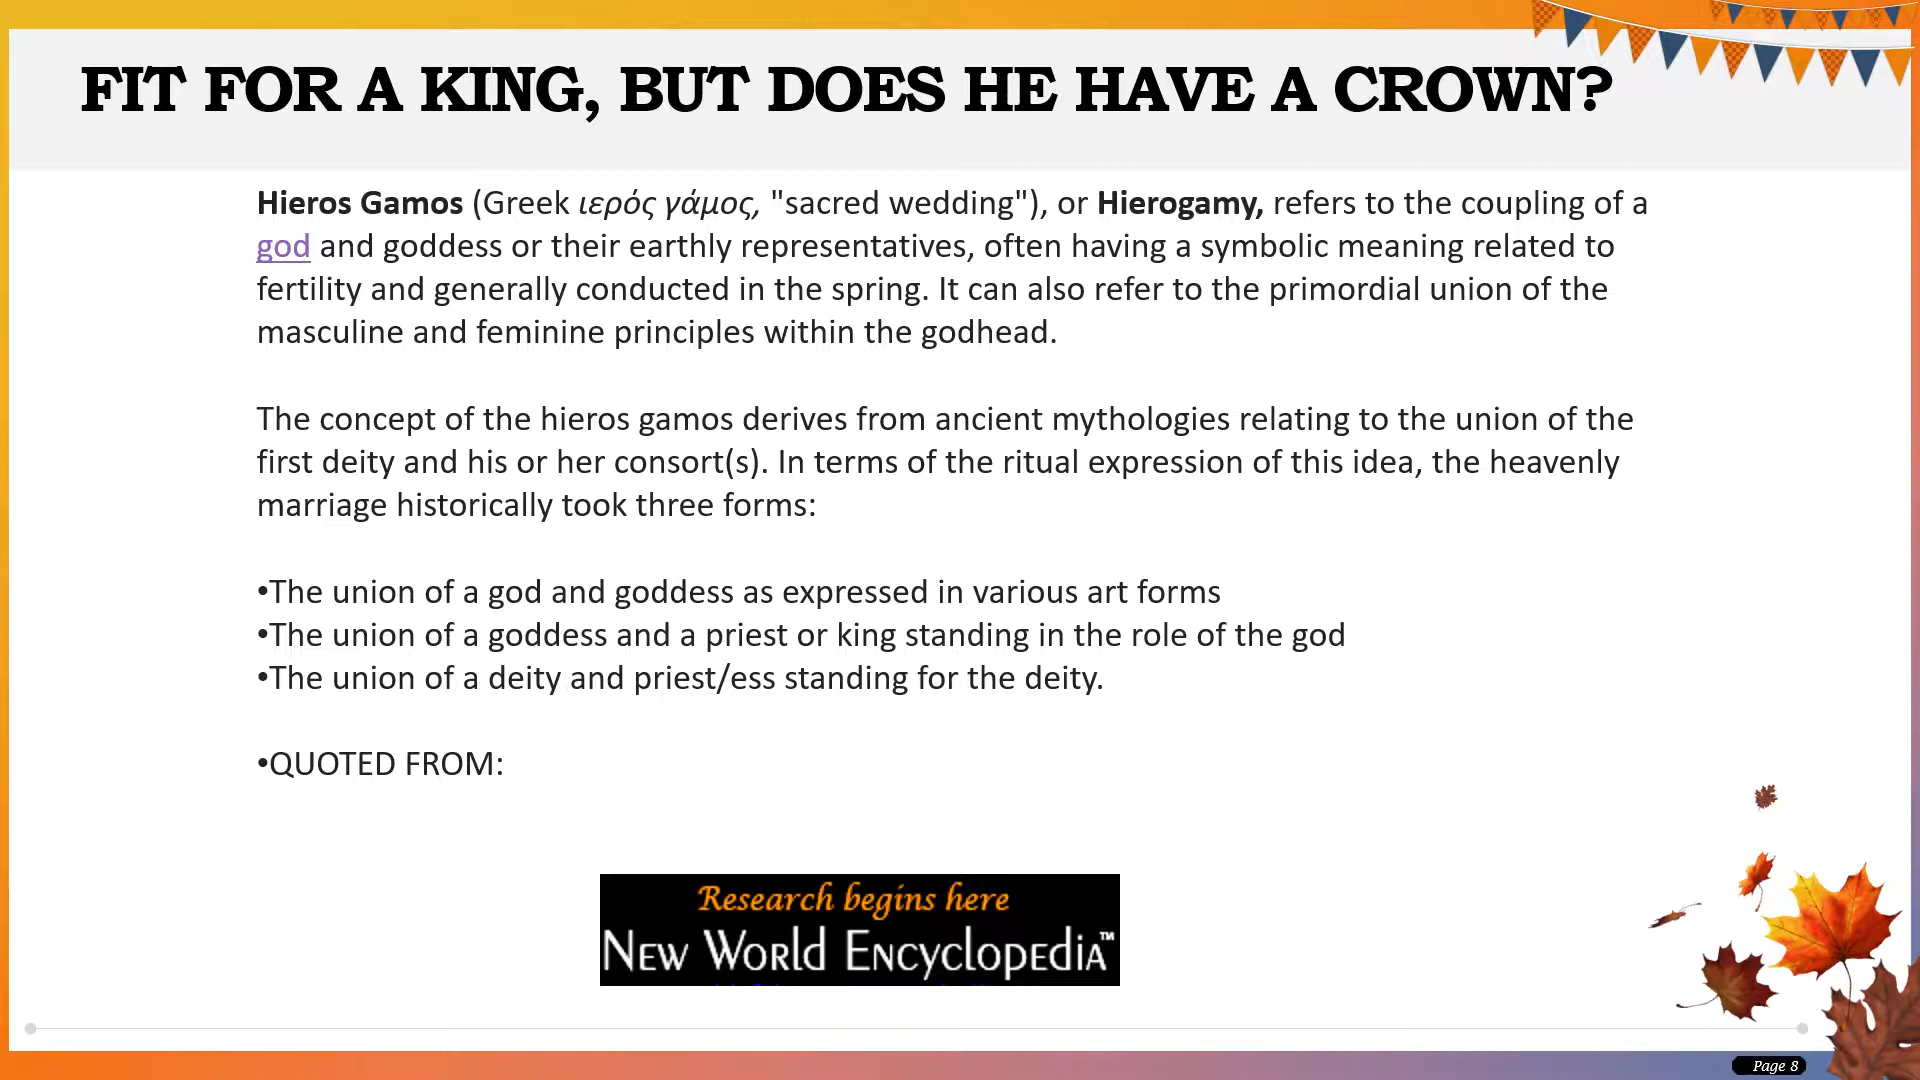 FIT FOR A KING, BUT DOES HE HAVE A CROWN?
Hieros Gamos (Greek ιερός γάμος, "sacred wedding"), or Hierogamy, refers to the coupling of a
god and goddess or their earthly representatives, often having a symbolic meaning related to
fertility and generally conducted in the spring. It can also refer to the primordial union of the
masculine and feminine principles within the godhead.
The concept of the hieros gamos derives from ancient mythologies relating to the union of the
first deity and his or her consort(s). In terms of the ritual expression of this idea, the heavenly
marriage historically took three forms:
•The union of a god and goddess as expressed in various art forms
•The union of a goddess and a priest or king standing in the role of the god
•The union of a deity and priest/ess standing for the deity.
•QUOTED FROM:
Research begins here
New World Encyclopedia™
Page 8